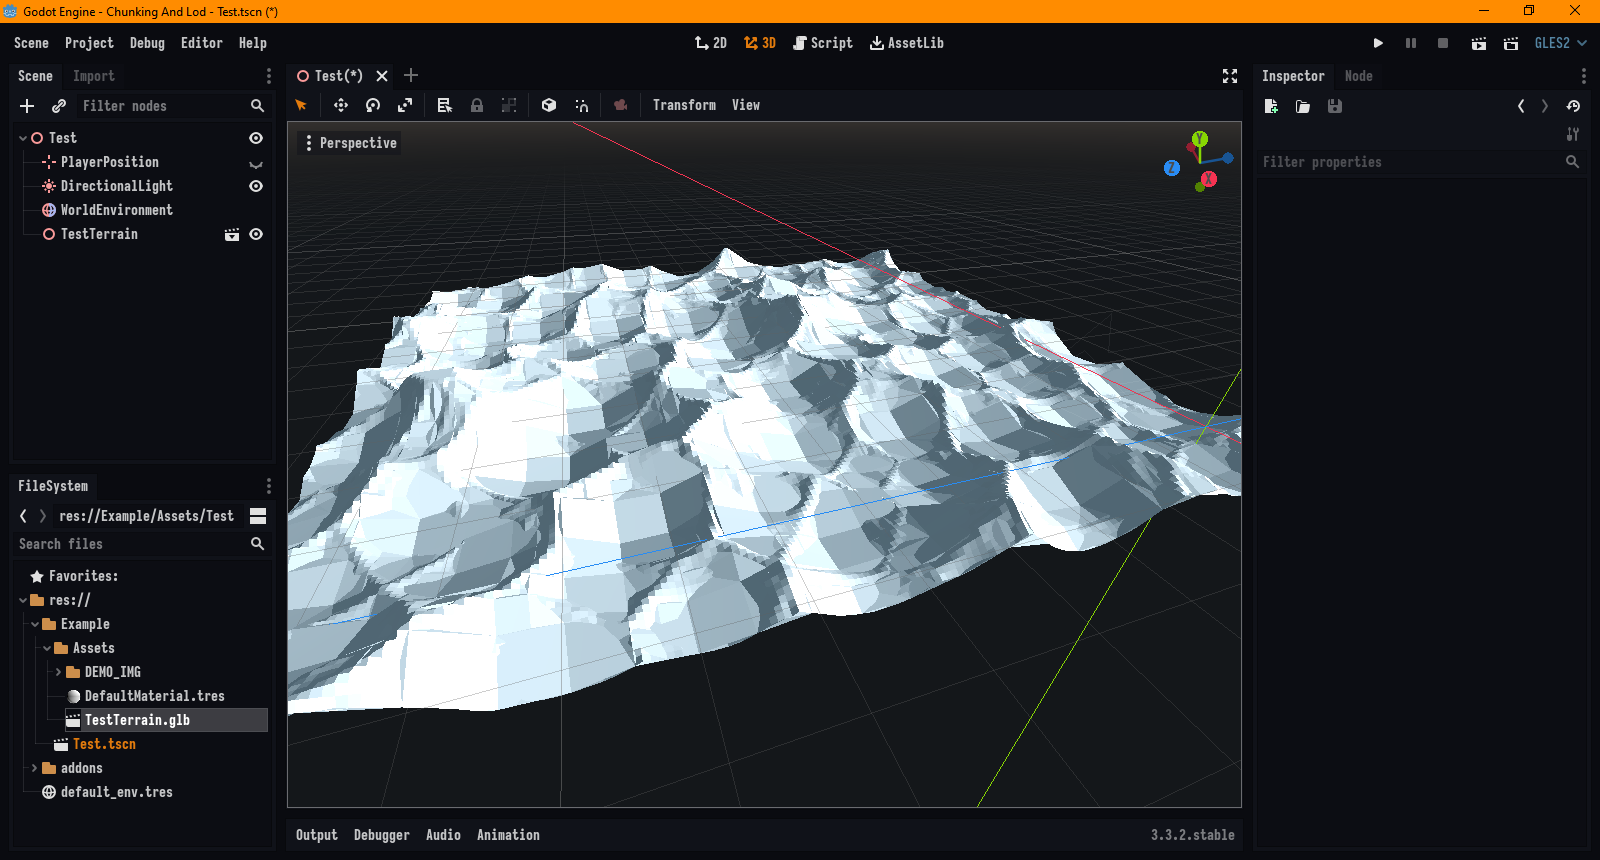 Godot Engine - Chunking And Lod - Test.tscn (*)
Scene Project Debug Editor Help
2D 3D Script AssetLib
GLES2
Scene Import
Filter nodes
Test
PlayerPosition
DirectionalLight
WorldEnvironment
TestTerrain
FileSystem
res://Example/Assets/Test
Search files
Favorites:
res://
Example
Assets
DEMO_IMG
DefaultMaterial.tres
TestTerrain.glb
Test.tscn
addons
default_env.tres
Test(*)
Transform View
Perspective
Y
Z
X
Output Debugger Audio Animation
3.3.2.stable
Inspector Node
Filter properties